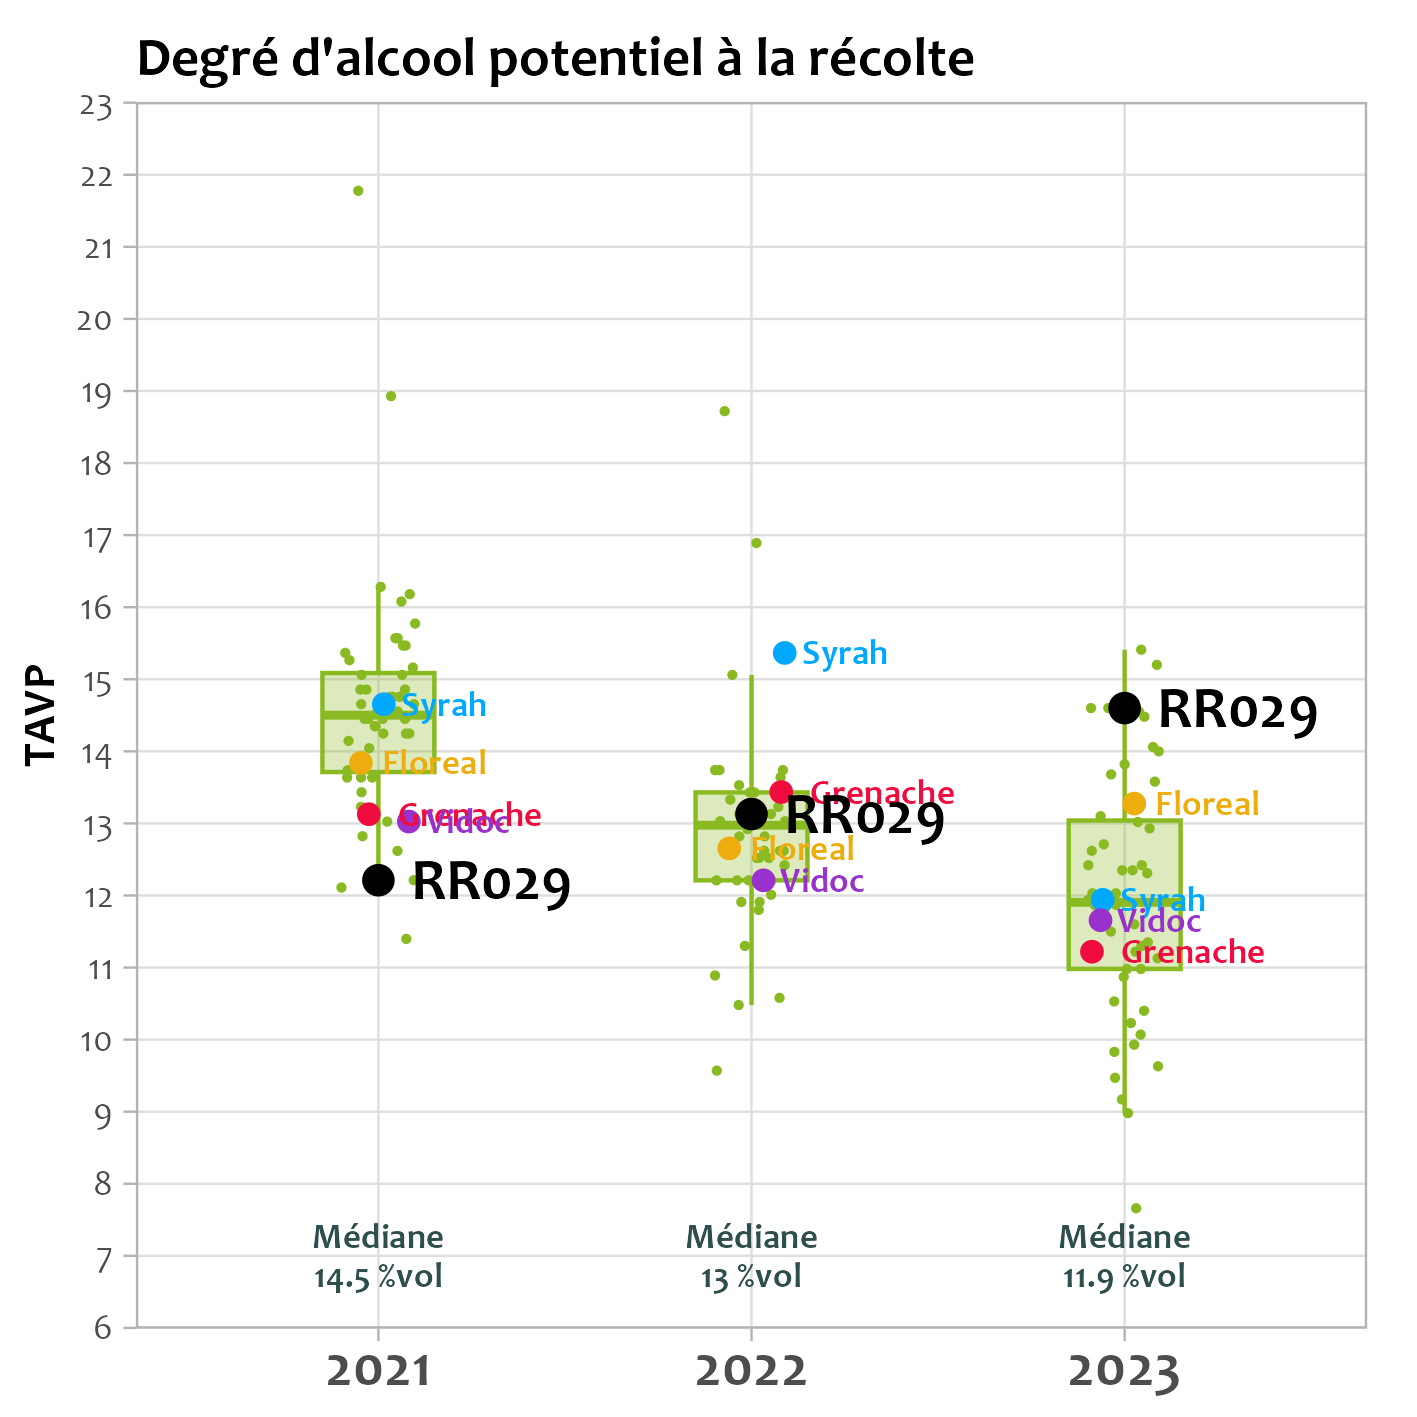 Degré d'alcool potentiel à la récolte
TAVP
23
22
21
20
19
18
17
16
15
14
13
12
11
10
9
8
7
6
Syrah
Floreal
Grenache
Vidoc
RR029
Syrah
Grenache
RR029
Floreal
Vidoc
RR029
Floreal
Syrah
Vidoc
Grenache
Médiane
14.5 %vol
Médiane
13 %vol
Médiane
11.9 %vol
2021
2022
2023